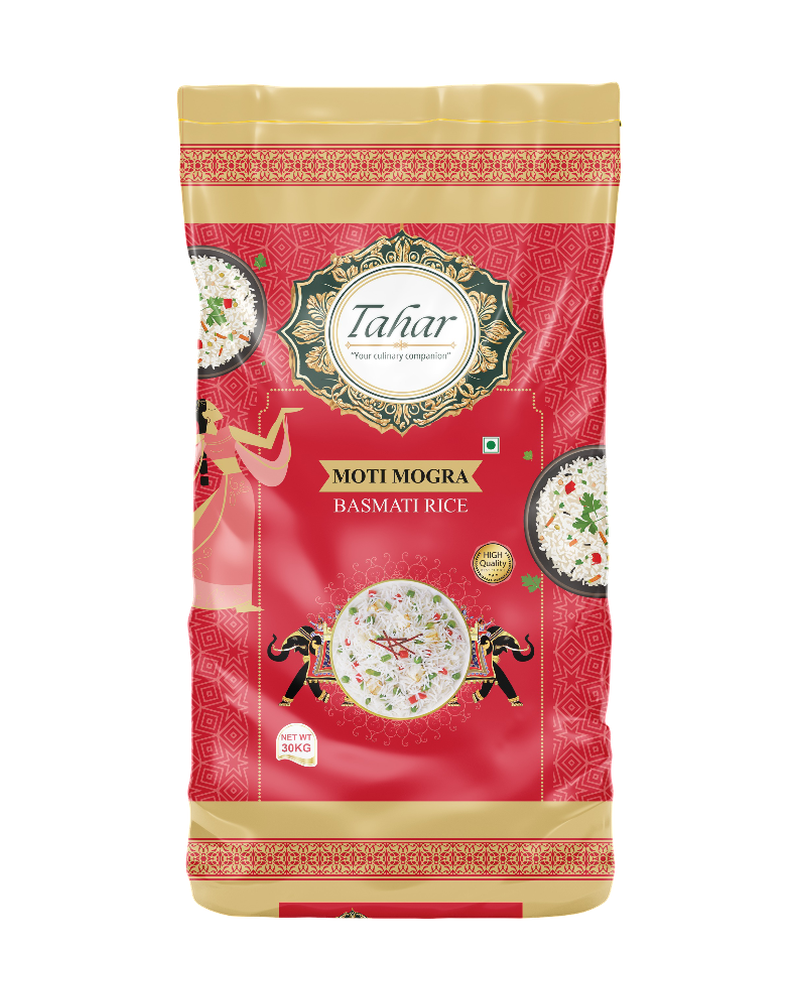 Tahar
"Your culinary companion"
MOTI MOGRA
BASMATI RICE
HIGH
Quality
NET WT
30KG